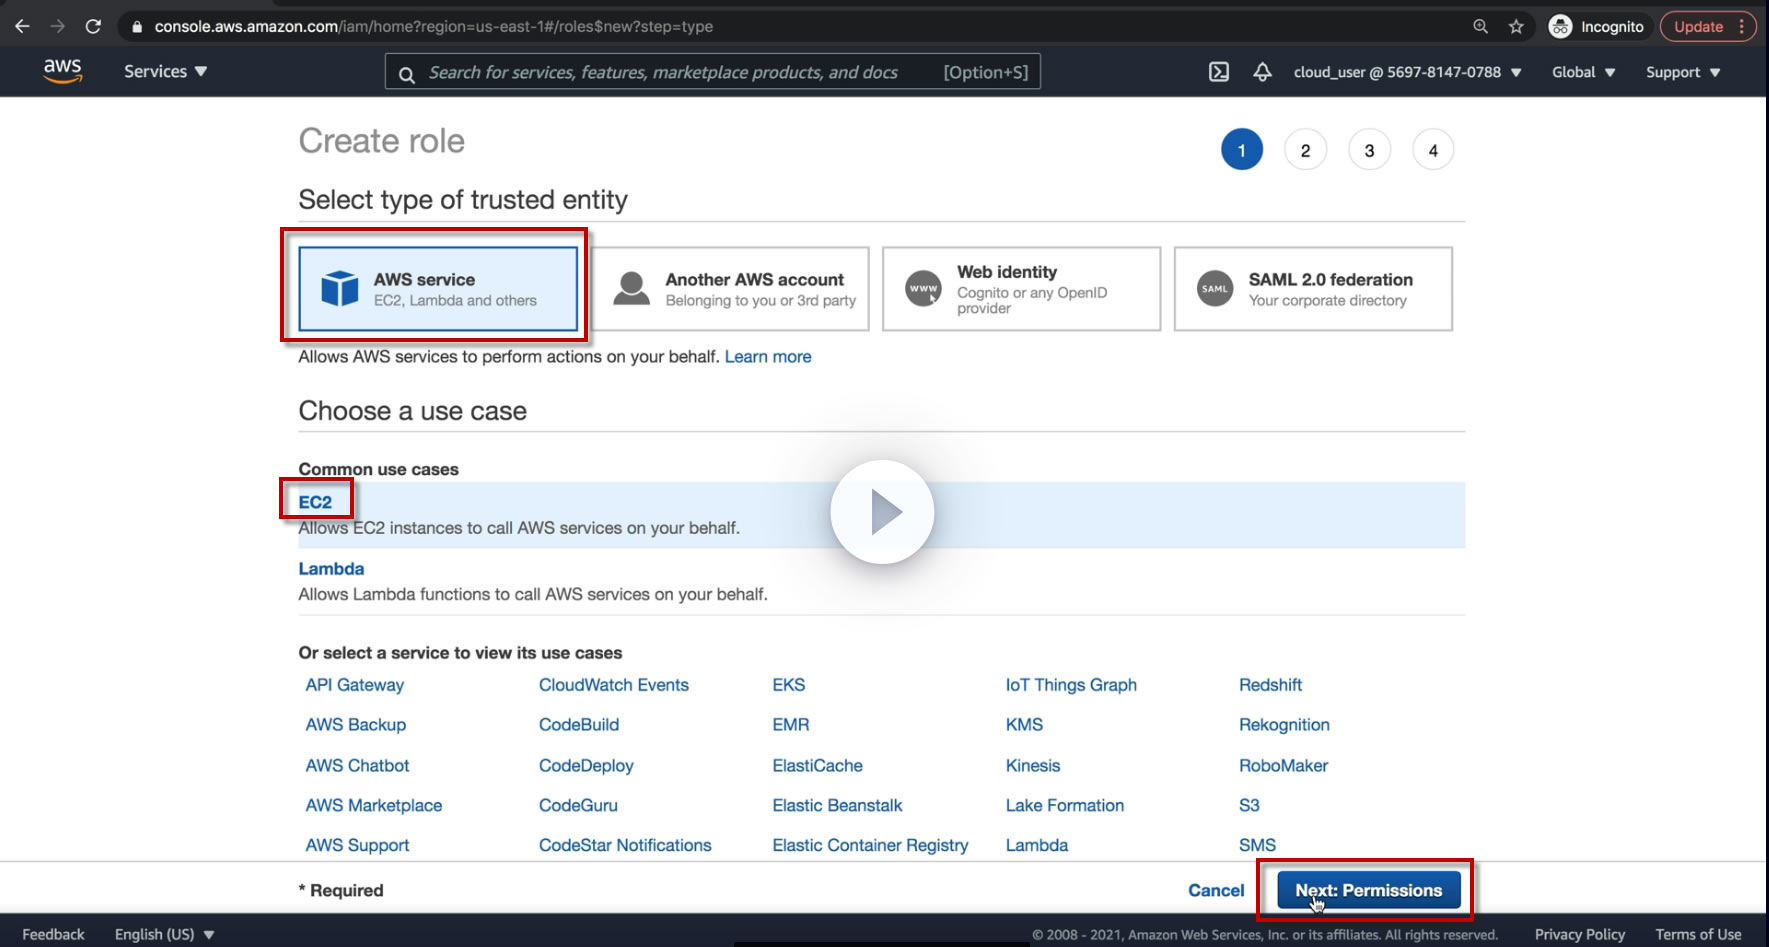 console.aws.amazon.com/iam/home?region=us-east-1#/roles$new?step=type
Incognito
Update
aws
Services
Search for services, features, marketplace products, and docs [Option+S]
cloud_user @ 5697-8147-0788
Global
Support
Create role
1 2 3 4
Select type of trusted entity
AWS service
EC2, Lambda and others
Another AWS account
Belonging to you or 3rd party
WWW
Web identity
Cognito or any OpenID
provider
SAML
SAML 2.0 federation
Your corporate directory
Allows AWS services to perform actions on your behalf. Learn more
Choose a use case
Common use cases
EC2
Allows EC2 instances to call AWS services on your behalf.
Lambda
Allows Lambda functions to call AWS services on your behalf.
Or select a service to view its use cases
API Gateway CloudWatch Events EKS IoT Things Graph Redshift
AWS Backup CodeBuild EMR KMS Rekognition
AWS Chatbot CodeDeploy ElastiCache Kinesis RoboMaker
AWS Marketplace CodeGuru Elastic Beanstalk Lake Formation S3
AWS Support CodeStar Notifications Elastic Container Registry Lambda SMS
* Required
Cancel
Next: Permissions
Feedback
English (US)
© 2008 - 2021, Amazon Web Services, Inc. or its affiliates. All rights reserved.
Privacy Policy
Terms of Use